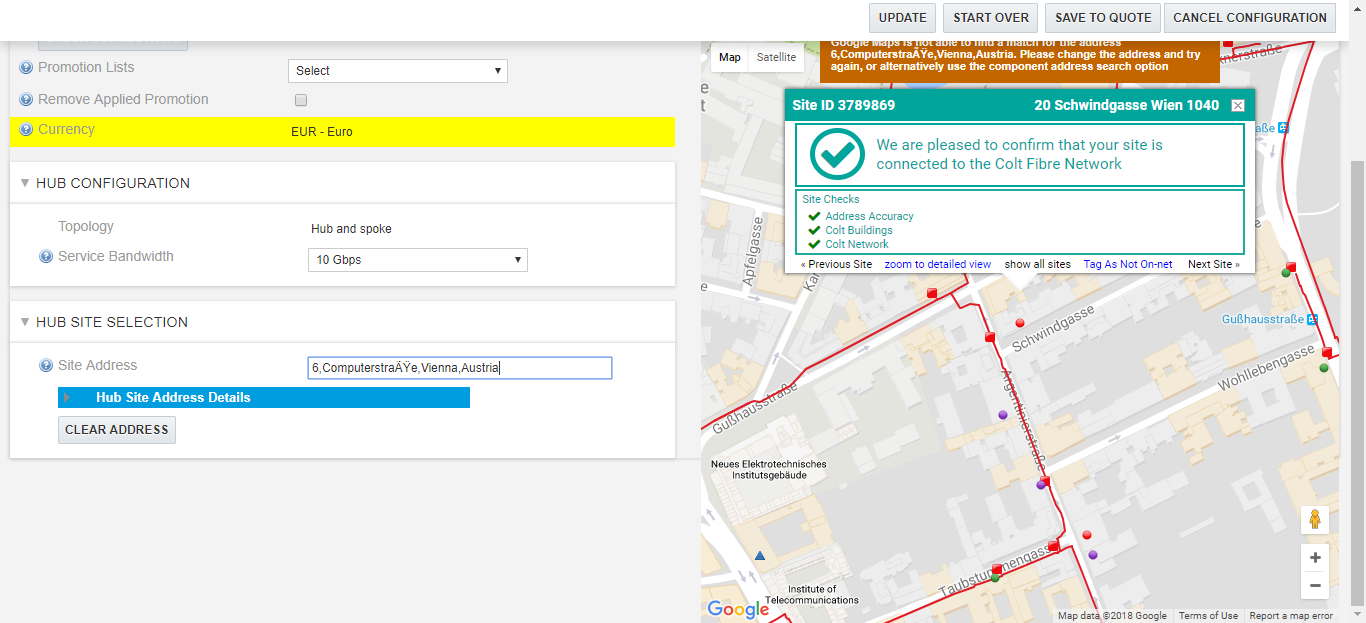 UPDATE
START OVER
SAVE TO QUOTE
CANCEL CONFIGURATION
Promotion Lists
Select
Remove Applied Promotion
Currency
EUR - Euro
HUB CONFIGURATION
Topology
Hub and spoke
Service Bandwidth
10 Gbps
HUB SITE SELECTION
Site Address
6,ComputerstraÃŸe,Vienna,Austria
Hub Site Address Details
CLEAR ADDRESS
Map
Satellite
Google Maps is not able to find a match for the address
6,ComputerstraÃŸe,Vienna,Austria. Please change the address and try
again, or alternatively use the component address search option
Site ID 3789869
20 Schwindgasse Wien 1040
We are pleased to confirm that your site is
connected to the Colt Fibre Network
Site Checks
Address Accuracy
Colt Buildings
Colt Network
« Previous Site
zoom to detailed view
show all sites
Tag As Not On-net
Next Site »
Apfelgasse
Schwindgasse
Gußhausstraße
Wohllebengasse
Gußhausstraße
Argentinierstraße
Neues Elektrotechnisches
Institutsgebäude
Taubstummengasse
Institute of
Telecommunications
Google
Map data ©2018 Google
Terms of Use
Report a map error